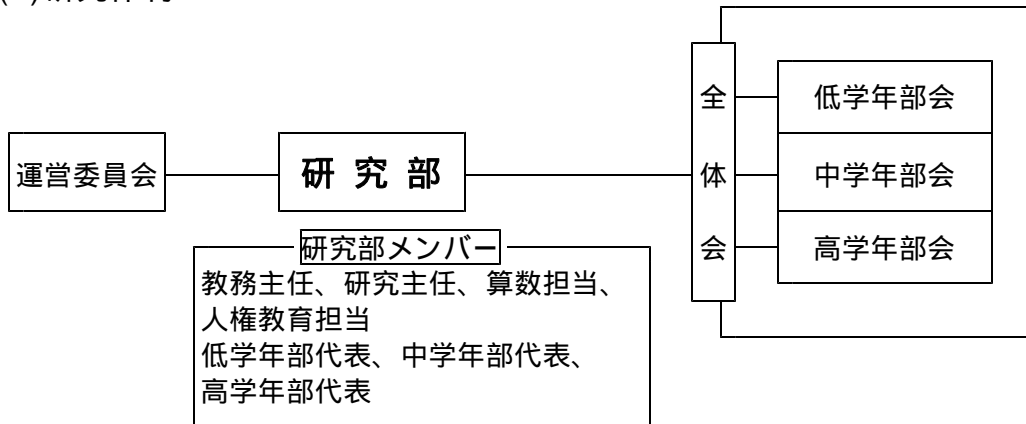 全体会
低学年部会
運営委員会
研究部
中学年部会
高学年部会
研究部メンバー
教務主任、研究主任、算数担当、
人権教育担当
低学年部代表、中学年部代表、
高学年部代表